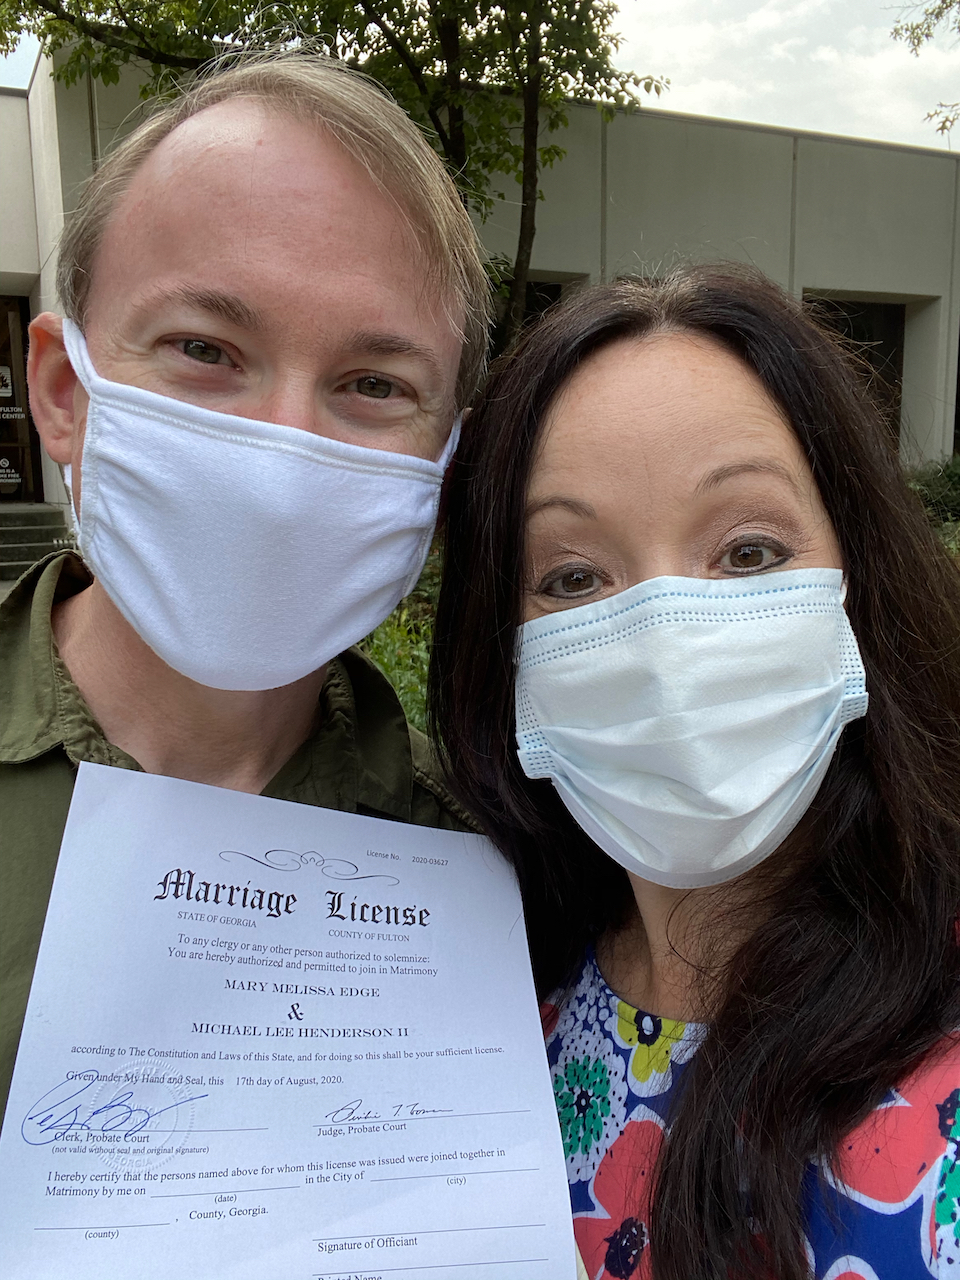 FULTON
CENTER
License No. 2020-03627
Marriage License
STATE OF GEORGIA
COUNTY OF FULTON
To any clergy or any other person authorized to solemnize:
You are hereby authorized and permitted to join in Matrimony
MARY MELISSA EDGE
&
MICHAEL LEE HENDERSON II
according to The Constitution and Laws of this State, and for doing so this shall be your sufficient license.
Given under My Hand and Seal, this 17th day of August, 2020.
Clerk, Probate Court
(not valid without seal and original signature)
Judge, Probate Court
GEORGIA
I hereby certify that the persons named above for whom this license was issued were joined together in
Matrimony by me on
in the City of
(date)
(city)
, County, Georgia.
(county)
Signature of Officiant
Printed Name